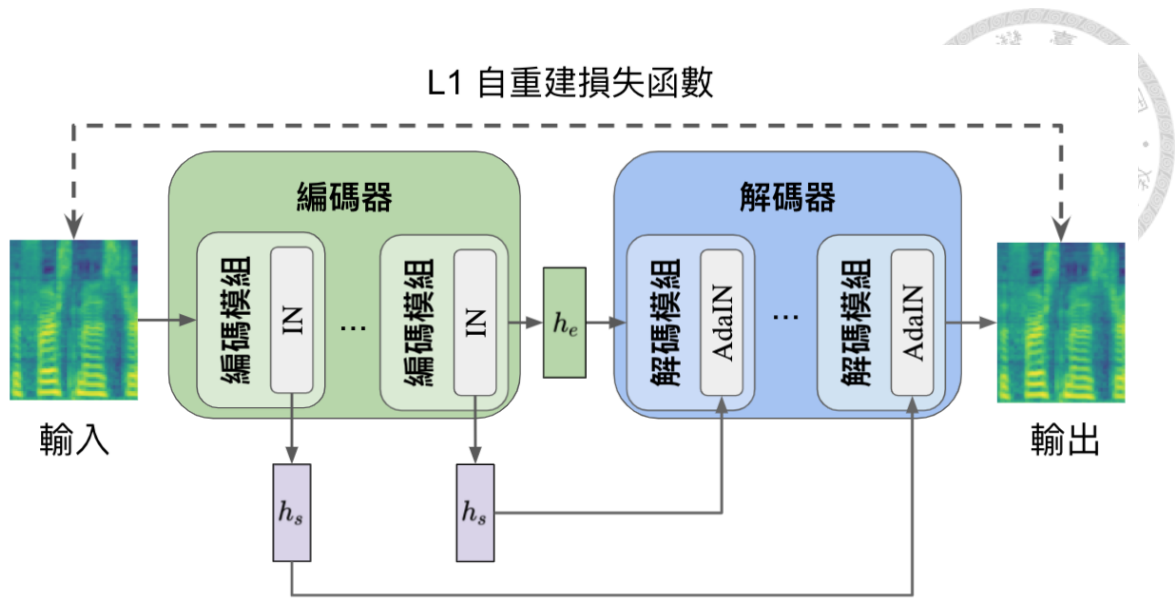 L1 自重建損失函數
編碼器
解碼器
編碼模組
IN
...
編碼模組
IN
h_e
解碼模組
AdaIN
...
解碼模組
AdaIN
輸入
輸出
h_s
h_s